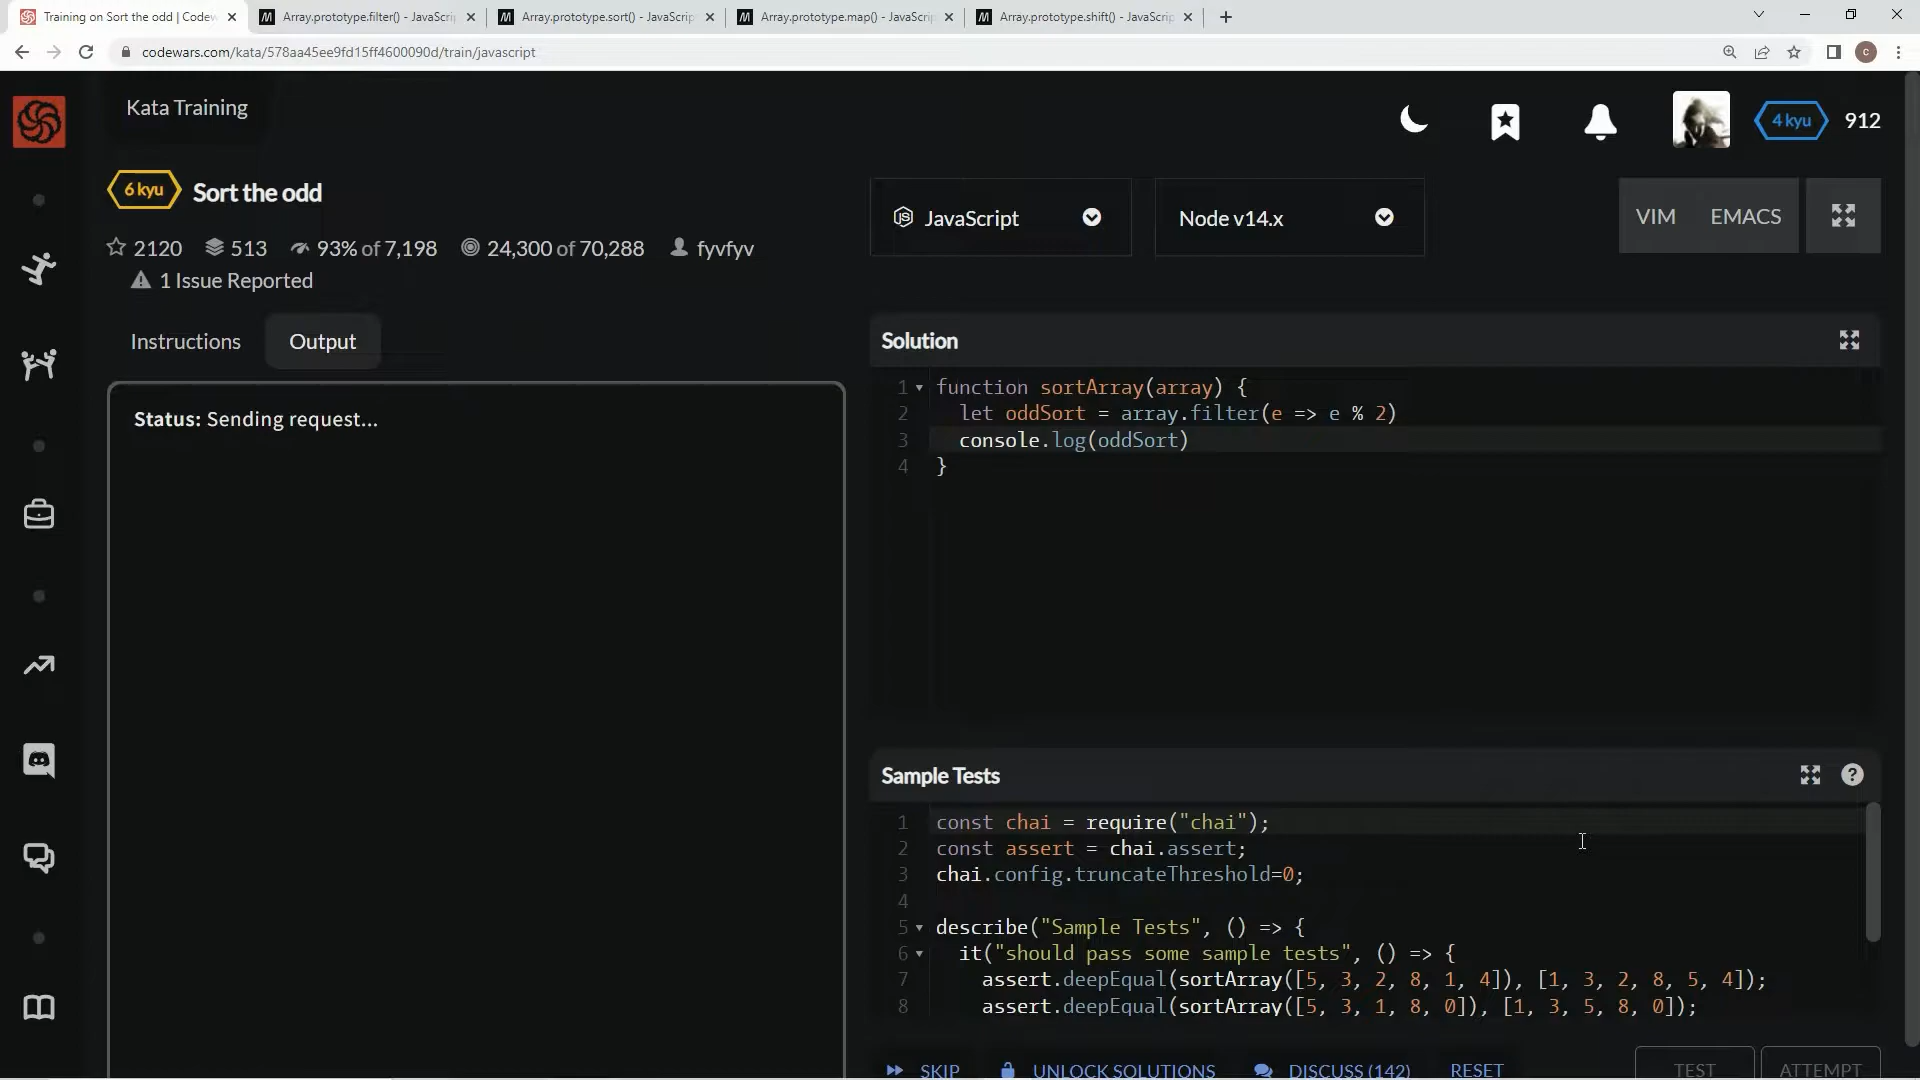 Training on Sort the odd | Codew
Array.prototype.filter() - JavaScri
Array.prototype.sort() - JavaScrip
Array.prototype.map() - JavaScri
Array.prototype.shift() - JavaScrip
codewars.com/kata/578aa45ee9fd15ff4600090d/train/javascript
c
Kata Training
4 kyu 912
6 kyu Sort the odd
2120 513 93% of 7,198 24,300 of 70,288 fyvfyv
1 Issue Reported
JavaScript
Node v14.x
VIM EMACS
Instructions Output
Status: Sending request...
Solution
1 function sortArray(array) {
2 let oddSort = array.filter(e => e % 2)
3 console.log(oddSort)
4 }
Sample Tests
?
1 const chai = require("chai");
2 const assert = chai.assert;
3 chai.config.truncateThreshold=0;
4
5 describe("Sample Tests", () => {
6 it("should pass some sample tests", () => {
7 assert.deepEqual(sortArray([5, 3, 2, 8, 1, 4]), [1, 3, 2, 8, 5, 4]);
8 assert.deepEqual(sortArray([5, 3, 1, 8, 0]), [1, 3, 5, 8, 0]);
SKIP UNLOCK SOLUTIONS DISCUSS (142) RESET TEST ATTEMPT